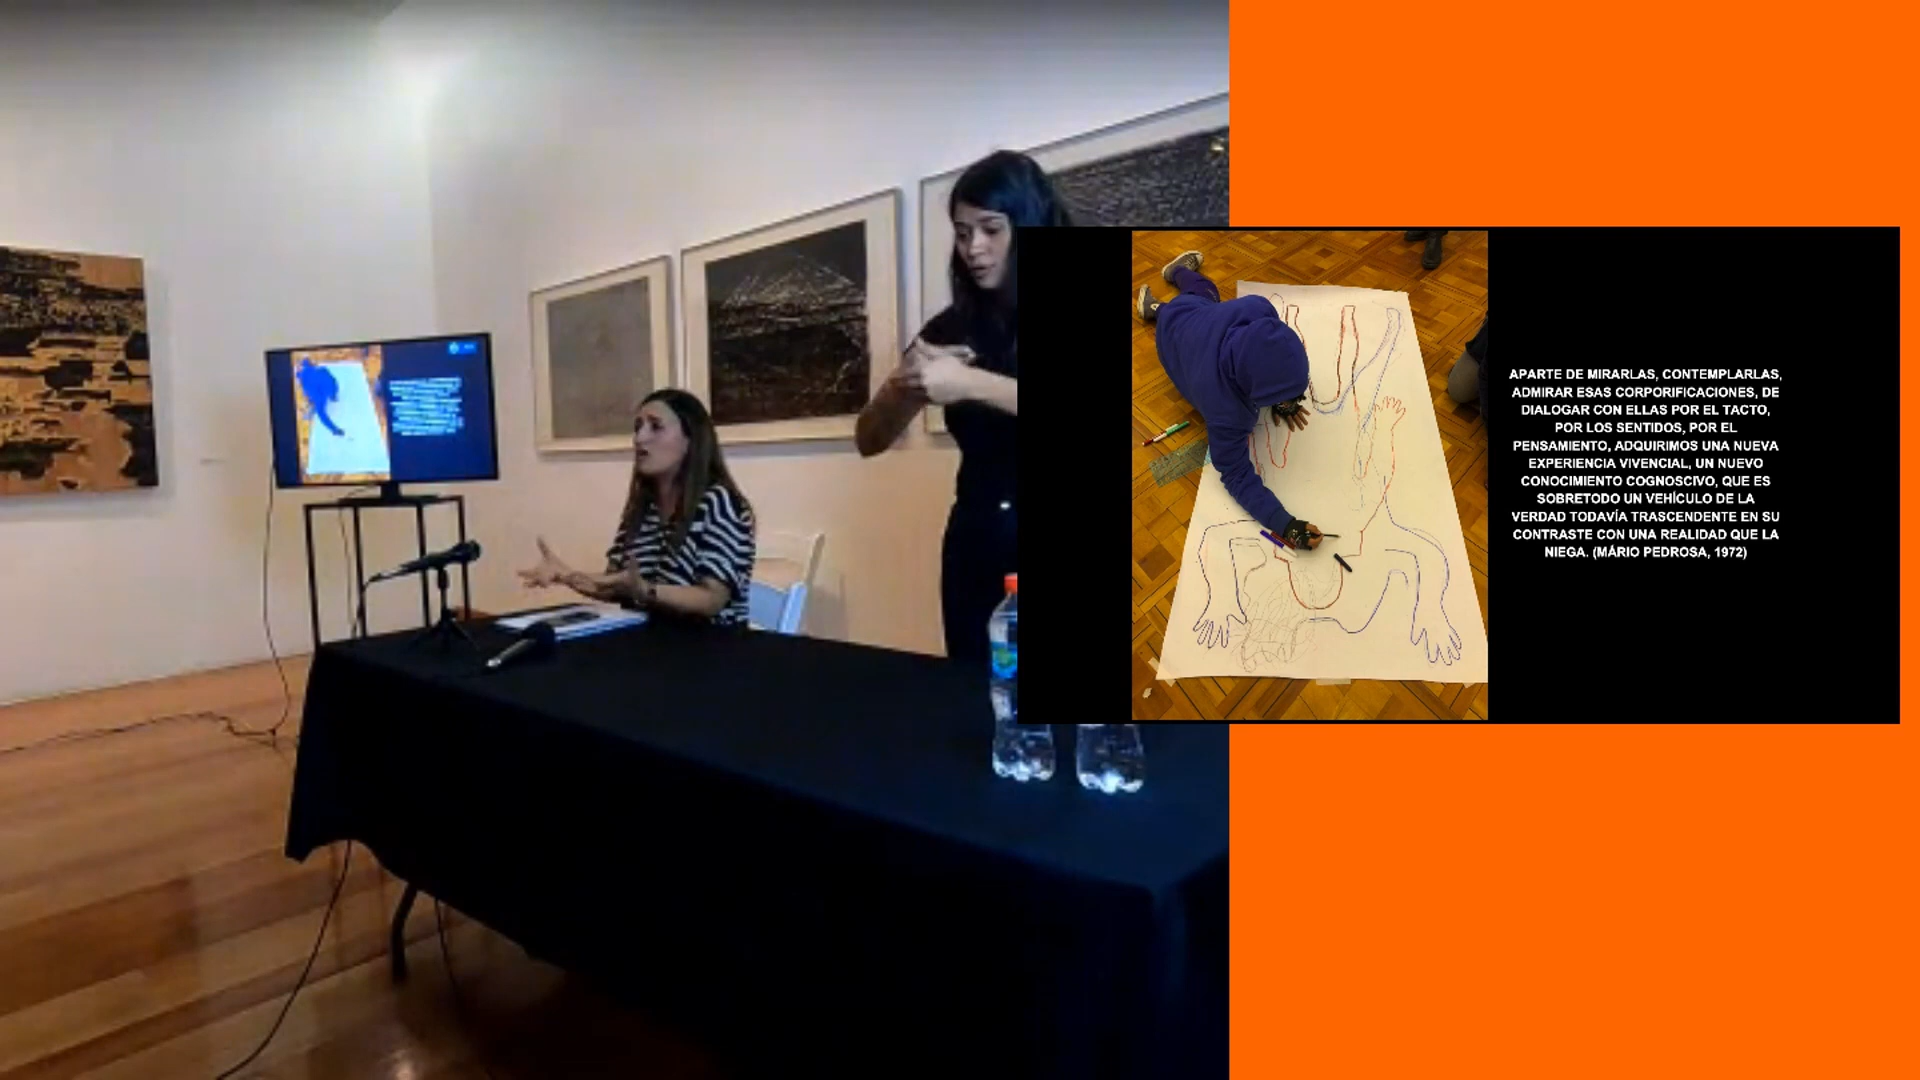 APARTE DE MIRARLAS, CONTEMPLARLAS,
ADMIRAR ESAS CORPORIFICACIONES, DE
DIALOGAR CON ELLAS POR EL TACTO,
POR LOS SENTIDOS, POR EL
PENSAMIENTO, ADQUIRIMOS UNA NUEVA
EXPERIENCIA VIVENCIAL, UN NUEVO
CONOCIMIENTO COGNOSCIVO, QUE ES
SOBRETODO UN VEHÍCULO DE LA
VERDAD TODAVÍA TRASCENDENTE EN SU
CONTRASTE CON UNA REALIDAD QUE LA
NIEGA. (MÁRIO PEDROSA, 1972)